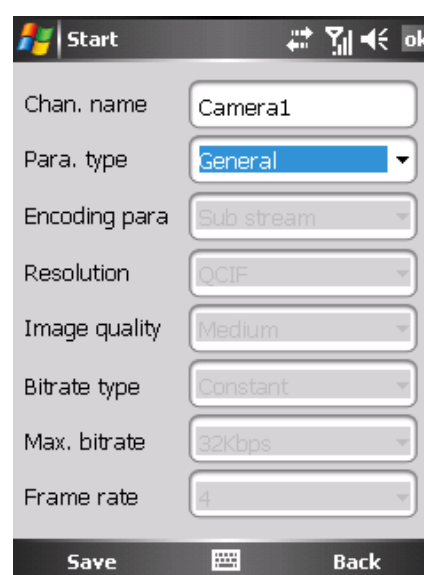 Start ok
Chan. name Camera1
Para. type General
Encoding para Sub stream
Resolution QCIF
Image quality Medium
Bitrate type Constant
Max. bitrate 32Kbps
Frame rate 4
Save Back